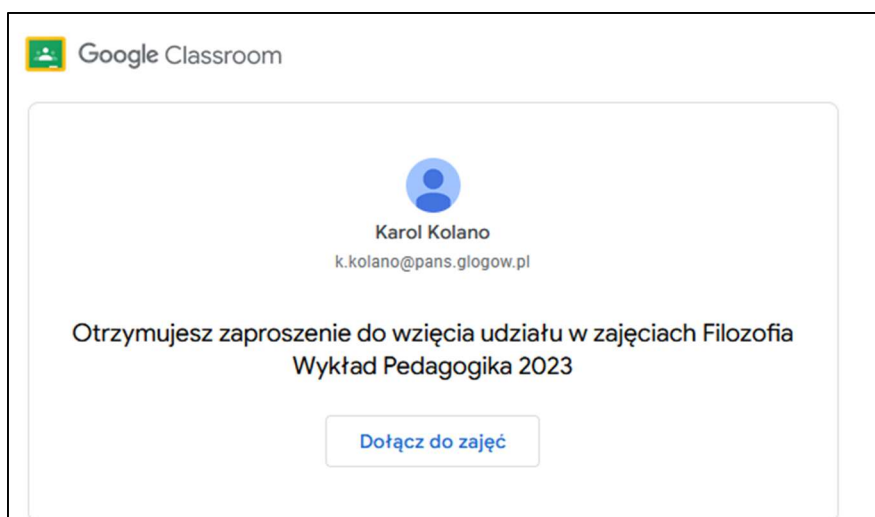 Google Classroom
Karol Kolano
k.kolano@pans.glogow.pl
Otrzymujesz zaproszenie do wzięcia udziału w zajęciach Filozofia
Wykład Pedagogika 2023
Dołącz do zajęć